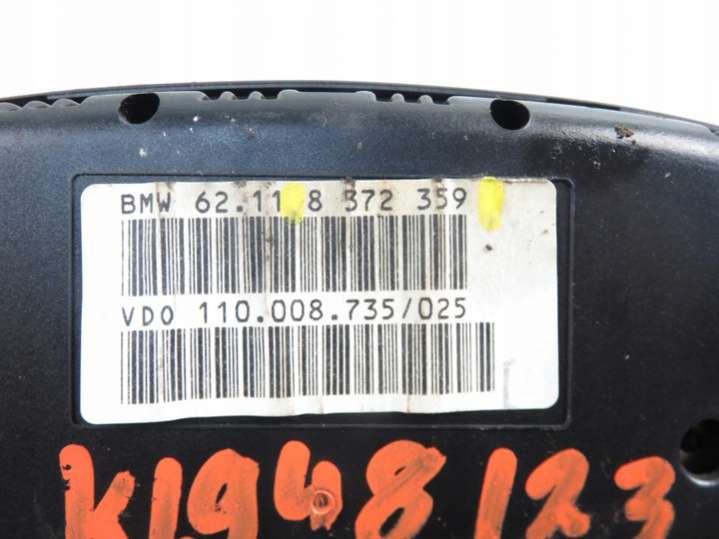 BMW 62.11 8 372 359
VDO 110.008.735/025
K1948123